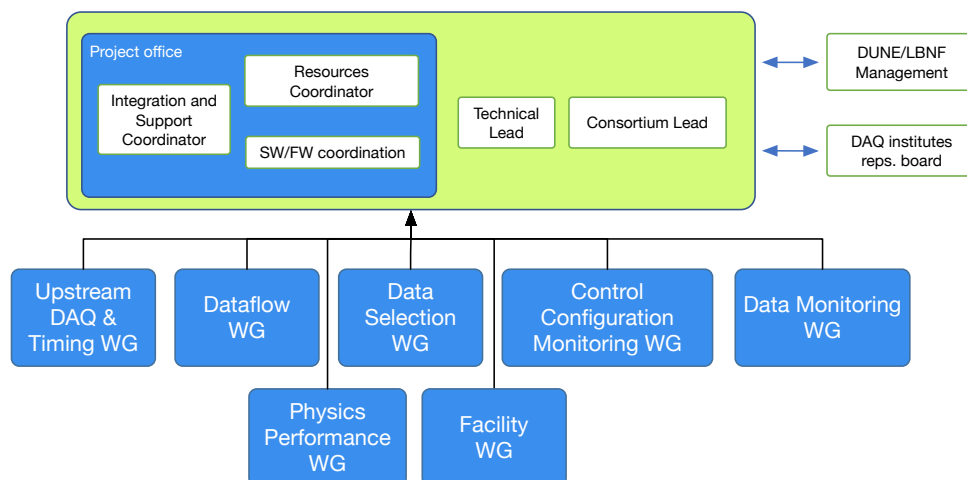 Project office
Integration and
Support
Coordinator
Resources
Coordinator
SW/FW coordination
Technical
Lead
Consortium Lead
DUNE/LBNF
Management
DAQ institutes
reps. board
Upstream
DAQ &
Timing WG
Dataflow
WG
Data
Selection
WG
Control
Configuration
Monitoring WG
Data Monitoring
WG
Physics
Performance
WG
Facility
WG